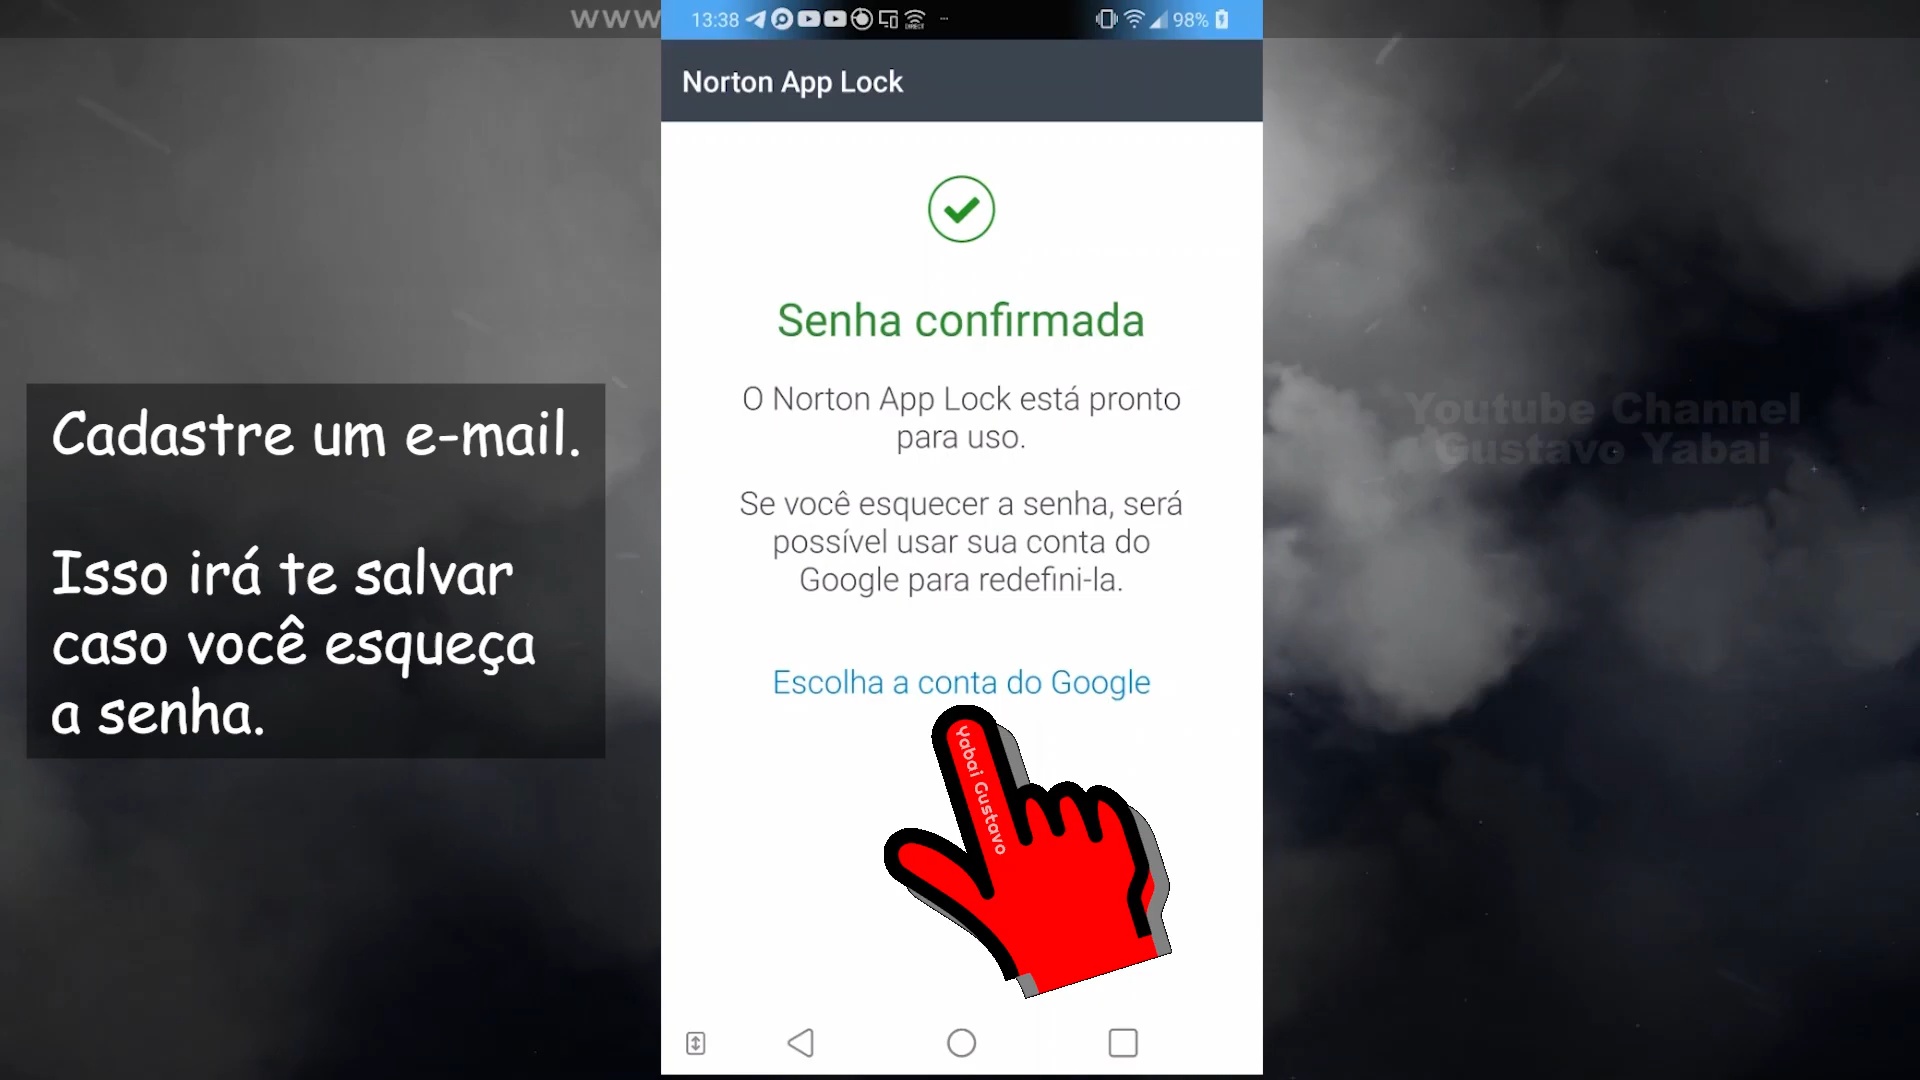 WWW
13:38
98%
Norton App Lock
Senha confirmada
O Norton App Lock está pronto
para uso.
Se você esquecer a senha, será
possível usar sua conta do
Google para redefini-la.
Escolha a conta do Google
Yabai Gustavo
Cadastre um e-mail.
Isso irá te salvar
caso você esqueça
a senha.
Youtube Channel
Gustavo Yabai